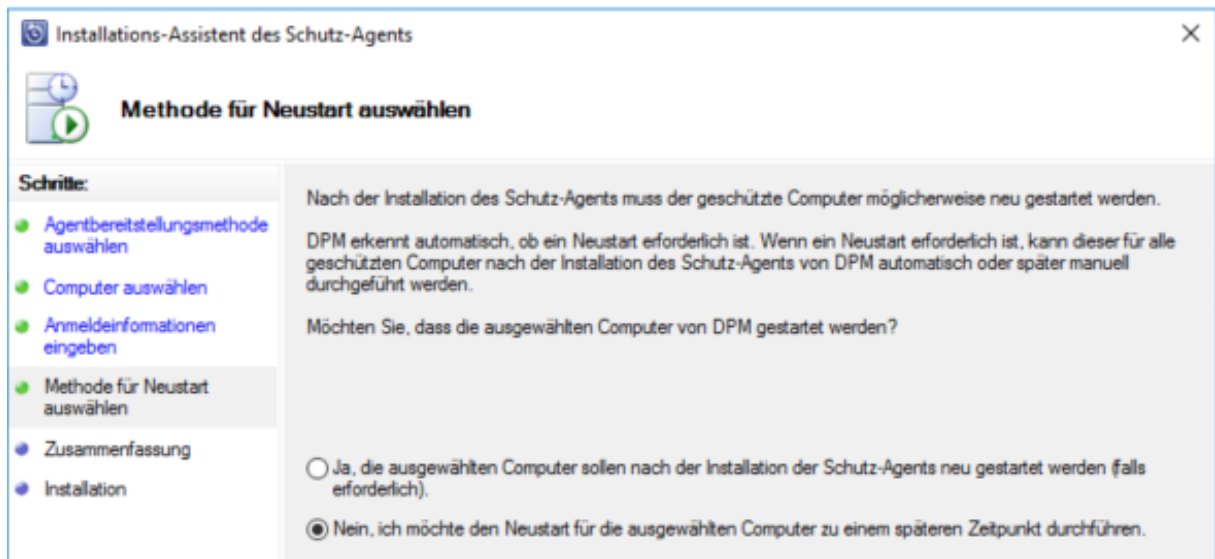 Installations-Assistent des Schutz-Agents
Methode für Neustart auswählen
Schritte:
Agentbereitstellungsmethode
auswählen
Computer auswählen
Anmeldeinformationen
eingeben
Methode für Neustart
auswählen
Zusammenfassung
Installation
Nach der Installation des Schutz-Agents muss der geschützte Computer möglicherweise neu gestartet werden.
DPM erkennt automatisch, ob ein Neustart erforderlich ist. Wenn ein Neustart erforderlich ist, kann dieser für alle
geschützten Computer nach der Installation des Schutz-Agents von DPM automatisch oder später manuell
durchgeführt werden.
Möchten Sie, dass die ausgewählten Computer von DPM gestartet werden?
Ja, die ausgewählten Computer sollen nach der Installation der Schutz-Agents neu gestartet werden (falls
erforderlich).
Nein, ich möchte den Neustart für die ausgewählten Computer zu einem späteren Zeitpunkt durchführen.